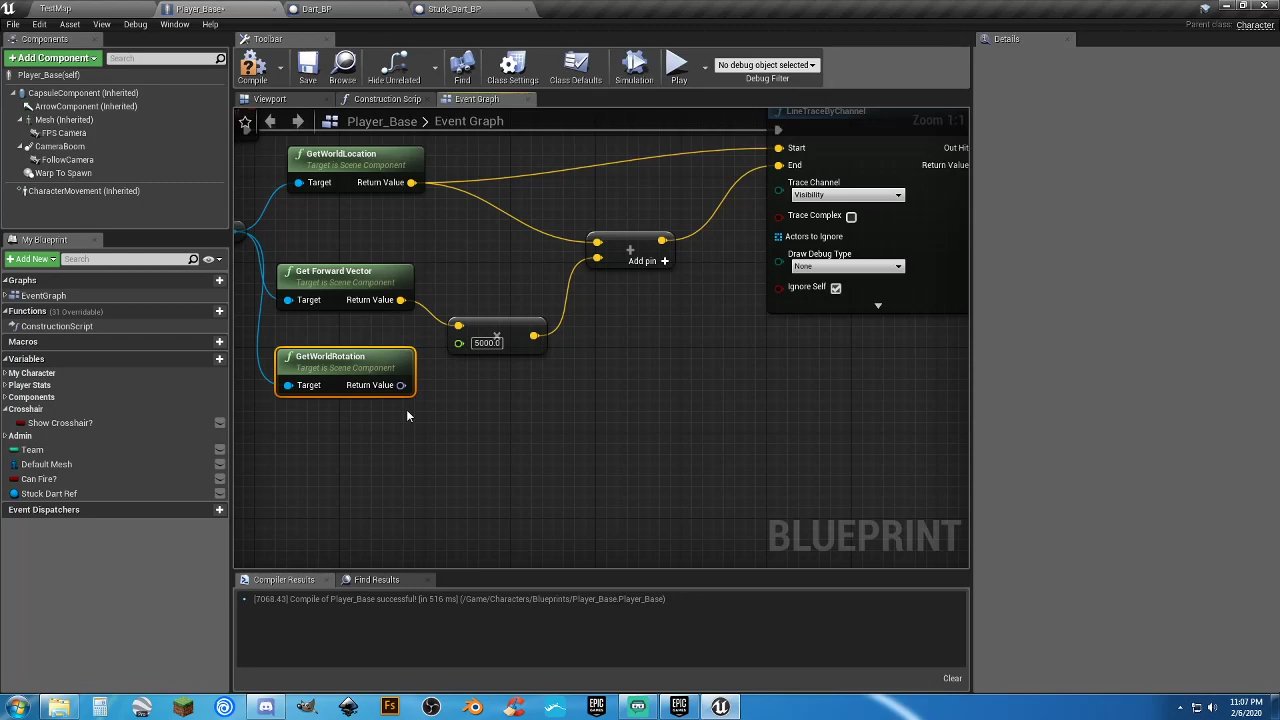 TestMap
Player_Base*
Dart_BP
Stuck_Dart_BP
File
Edit
Asset
View
Debug
Window
Help
Parent class: Character
Components
Toolbar
Details
+ Add Component
Search
Player_Base(self)
CapsuleComponent (Inherited)
ArrowComponent (Inherited)
Mesh (Inherited)
FPS Camera
CameraBoom
FollowCamera
Warp To Spawn
CharacterMovement (Inherited)
Compile
Save
Browse
Hide Unrelated
Find
Class Settings
Class Defaults
Simulation
Play
No debug object selected
Debug Filter
Viewport
Construction Scrip
Event Graph
Player_Base > Event Graph
Zoom 1:1
My Blueprint
+ Add New
Search
Graphs
EventGraph
Functions (31 Overridable)
ConstructionScript
Macros
Variables
My Character
Player Stats
Components
Crosshair
Show Crosshair?
Admin
Team
Default Mesh
Can Fire?
Stuck Dart Ref
Event Dispatchers
GetWorldLocation
Target is Scene Component
Target
Return Value
Get Forward Vector
Target is Scene Component
Target
Return Value
GetWorldRotation
Target is Scene Component
Target
Return Value
5000.0
Add pin +
LineTraceByChannel
Start
Out Hit
End
Return Value
Trace Channel
Visibility
Trace Complex
Actors to Ignore
Draw Debug Type
None
Ignore Self
BLUEPRINT
Compiler Results
Find Results
[7068.43] Compile of Player_Base successful! [in 516 ms] (/Game/Characters/Blueprints/Player_Base.Player_Base)
Clear
Fs
EPIC GAMES
EPIC GAMES
11:07 PM
2/6/2020